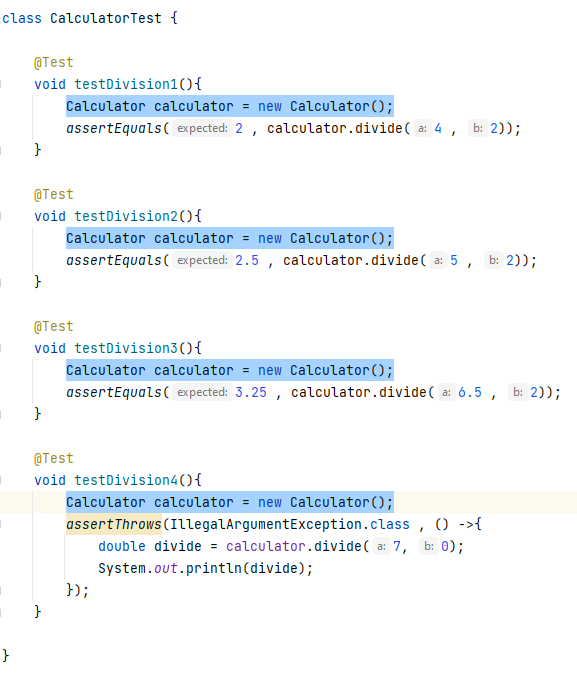 class CalculatorTest {
@Test
void testDivision1(){
Calculator calculator = new Calculator();
assertEquals( expected: 2 , calculator.divide( a: 4 , b: 2));
}
@Test
void testDivision2(){
Calculator calculator = new Calculator();
assertEquals( expected: 2.5 , calculator.divide( a: 5 , b: 2));
}
@Test
void testDivision3(){
Calculator calculator = new Calculator();
assertEquals( expected: 3.25 , calculator.divide( a: 6.5 , b: 2));
}
@Test
void testDivision4(){
Calculator calculator = new Calculator();
assertThrows(IllegalArgumentException.class , () ->{
double divide = calculator.divide( a: 7, b: 0);
System.out.println(divide);
});
}
}